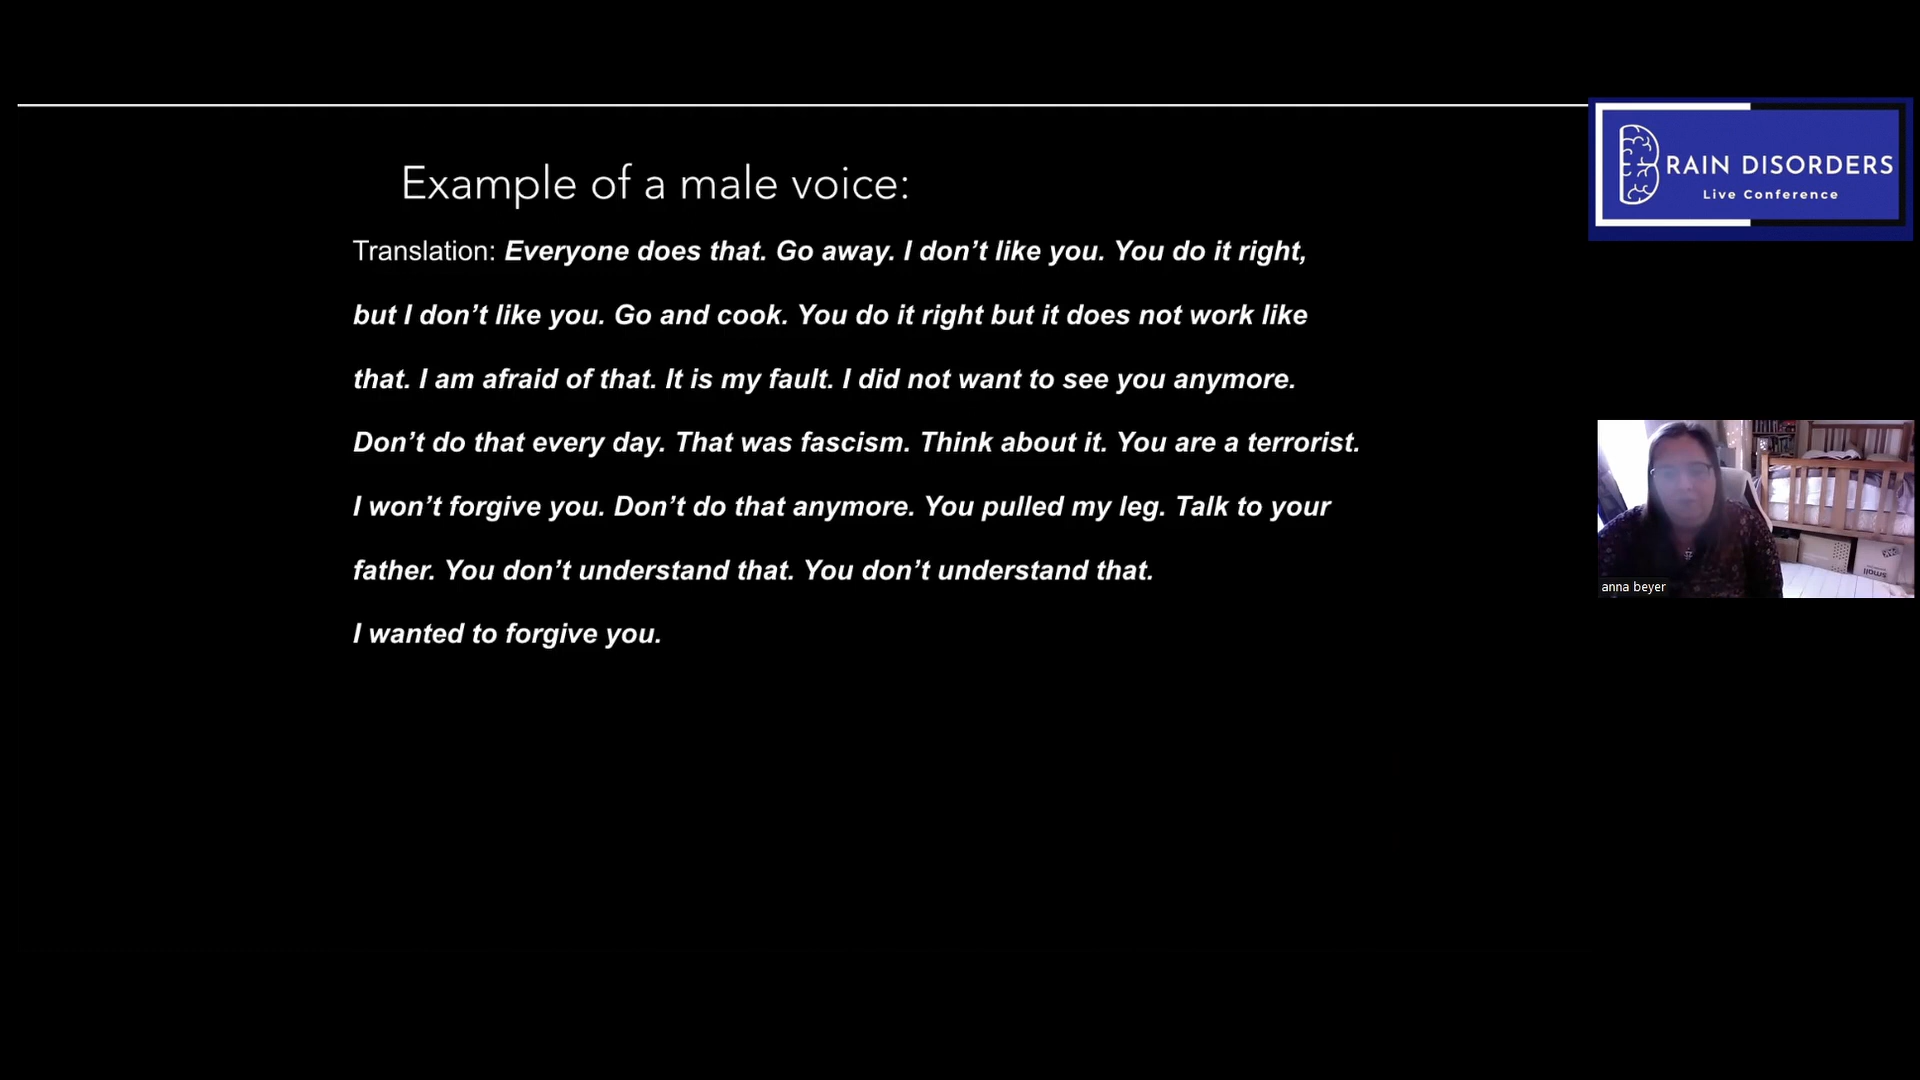 Example of a male voice:
Translation: Everyone does that. Go away. I don’t like you. You do it right,
but I don’t like you. Go and cook. You do it right but it does not work like
that. I am afraid of that. It is my fault. I did not want to see you anymore.
Don’t do that every day. That was fascism. Think about it. You are a terrorist.
I won’t forgive you. Don’t do that anymore. You pulled my leg. Talk to your
father. You don’t understand that. You don’t understand that.
I wanted to forgive you.
BRAIN DISORDERS
Live Conference
anna beyer
small